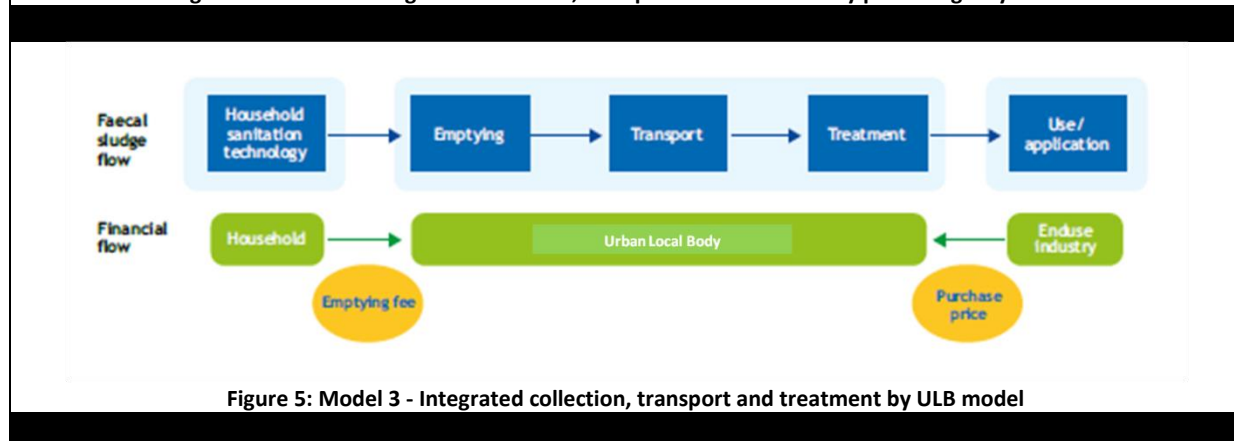 Faecal
sludge
flow
Household
sanitation
technology
Emptying
Transport
Treatment
Use/
application
Financial
flow
Household
Urban Local Body
Enduse
industry
Emptying fee
Purchase
price
Figure 5: Model 3 - Integrated collection, transport and treatment by ULB model